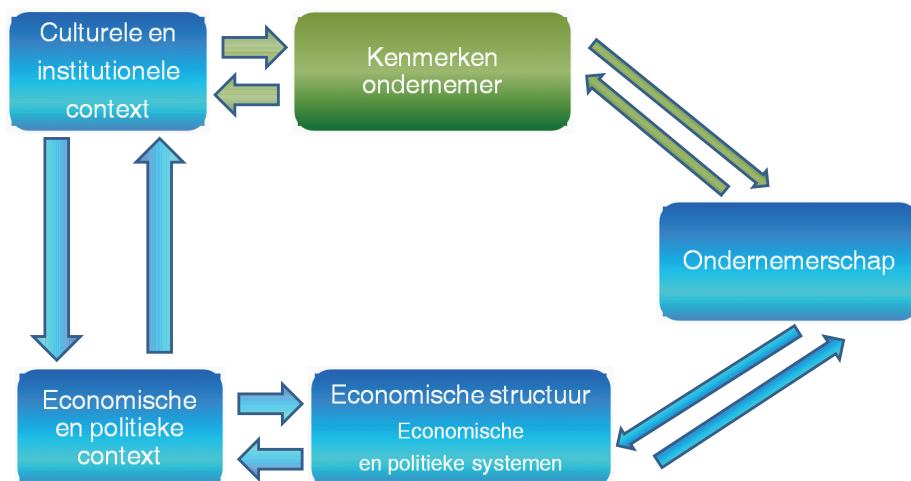 Culturele en
institutionele
context
Kenmerken
ondernemer
Ondernemerschap
Economische
en politieke
context
Economische structuur
Economische
en politieke systemen